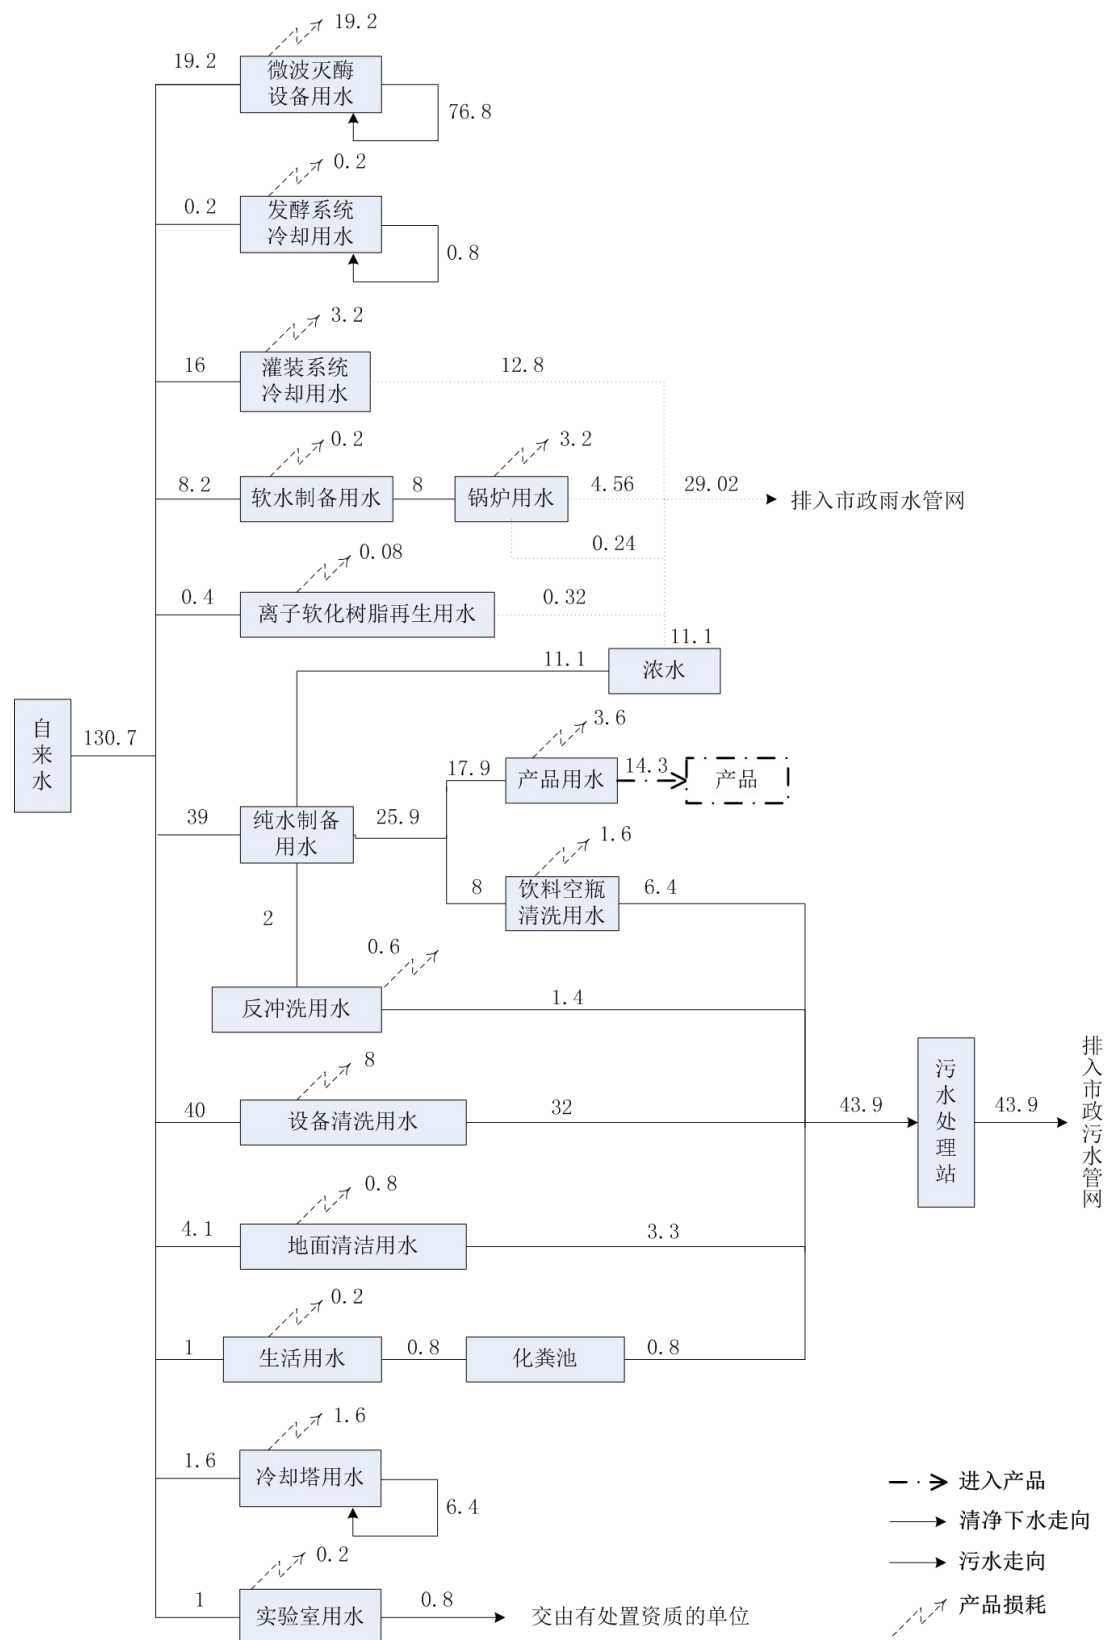 19.2
19.2
微波灭酶
设备用水
76.8
0.2
0.2
发酵系统
冷却用水
0.8
3.2
16
灌装系统
冷却用水
12.8
0.2
8.2
软水制备用水
8
3.2
锅炉用水
4.56
29.02
排入市政雨水管网
0.24
0.08
0.4
离子软化树脂再生用水
0.32
11.1
11.1
浓水
自来水
130.7
3.6
17.9
产品用水
14.3
产品
39
纯水制备
用水
25.9
1.6
8
饮料空瓶
清洗用水
6.4
2
0.6
反冲洗用水
1.4
8
40
设备清洗用水
32
43.9
污水处理站
43.9
排入市政污水管网
0.8
4.1
地面清洁用水
3.3
0.2
1
生活用水
0.8
化粪池
0.8
1.6
1.6
冷却塔用水
6.4
0.2
1
实验室用水
0.8
交由有处置资质的单位
进入产品
清净下水走向
污水走向
产品损耗